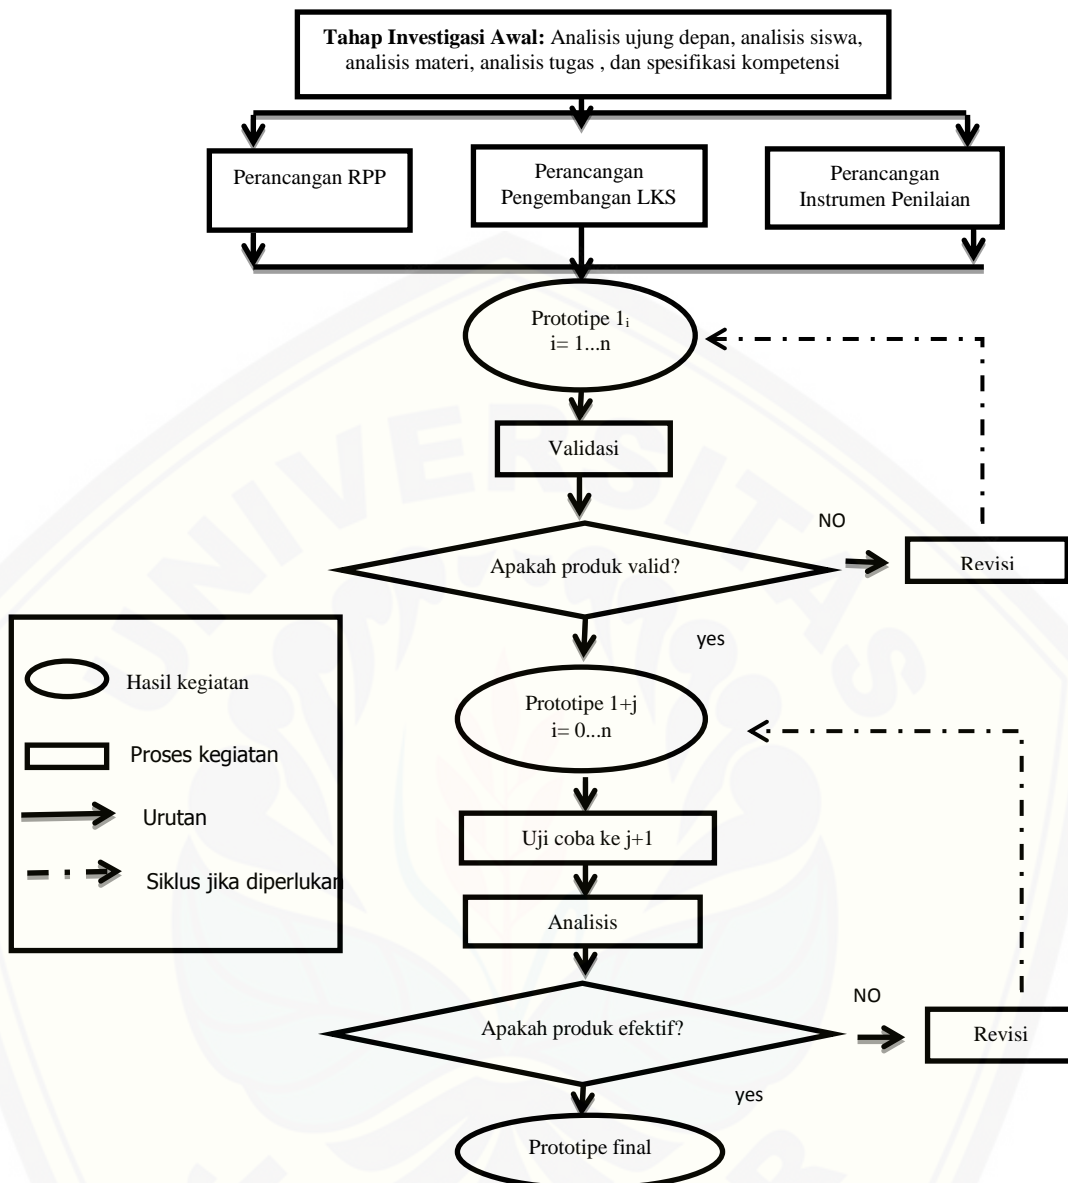 Tahap Investigasi Awal: Analisis ujung depan, analisis siswa,
analisis materi, analisis tugas , dan spesifikasi kompetensi
Perancangan RPP
Perancangan
Pengembangan LKS
Perancangan
Instrumen Penilaian
Prototipe 1ᵢ
i= 1...n
Validasi
NO
Apakah produk valid?
Revisi
yes
Hasil kegiatan
Proses kegiatan
Urutan
Siklus jika diperlukan
Prototipe 1+j
i= 0...n
Uji coba ke j+1
Analisis
NO
Apakah produk efektif?
Revisi
yes
Prototipe final
UNIVERSITAS